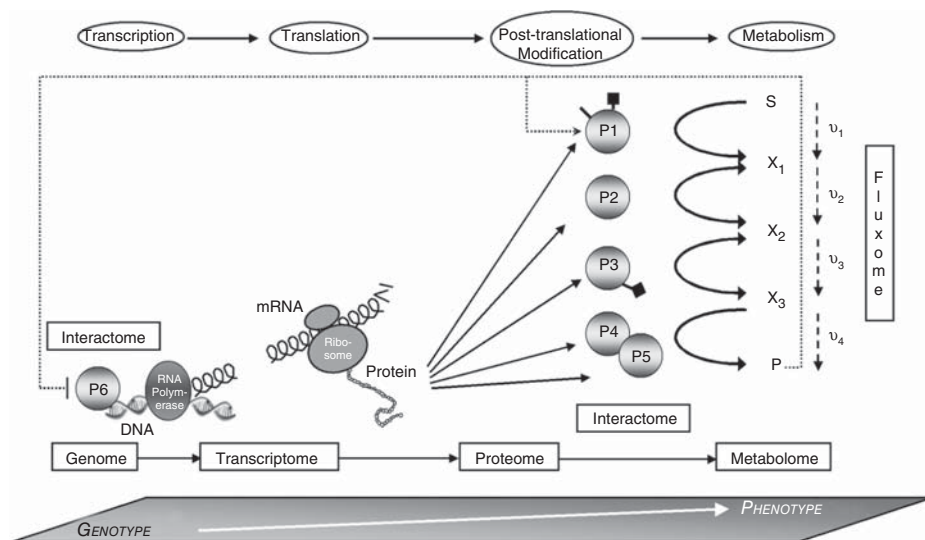 Transcription
Translation
Post-translational
Modification
Metabolism
S
P1
υ1
X1
P2
υ2
X2
P3
υ3
X3
Fluxome
mRNA
Interactome
Ribo-
some
P4
P5
υ4
P
Protein
P6
RNA
Polym-
erase
DNA
Interactome
Genome
Transcriptome
Proteome
Metabolome
GENOTYPE
PHENOTYPE